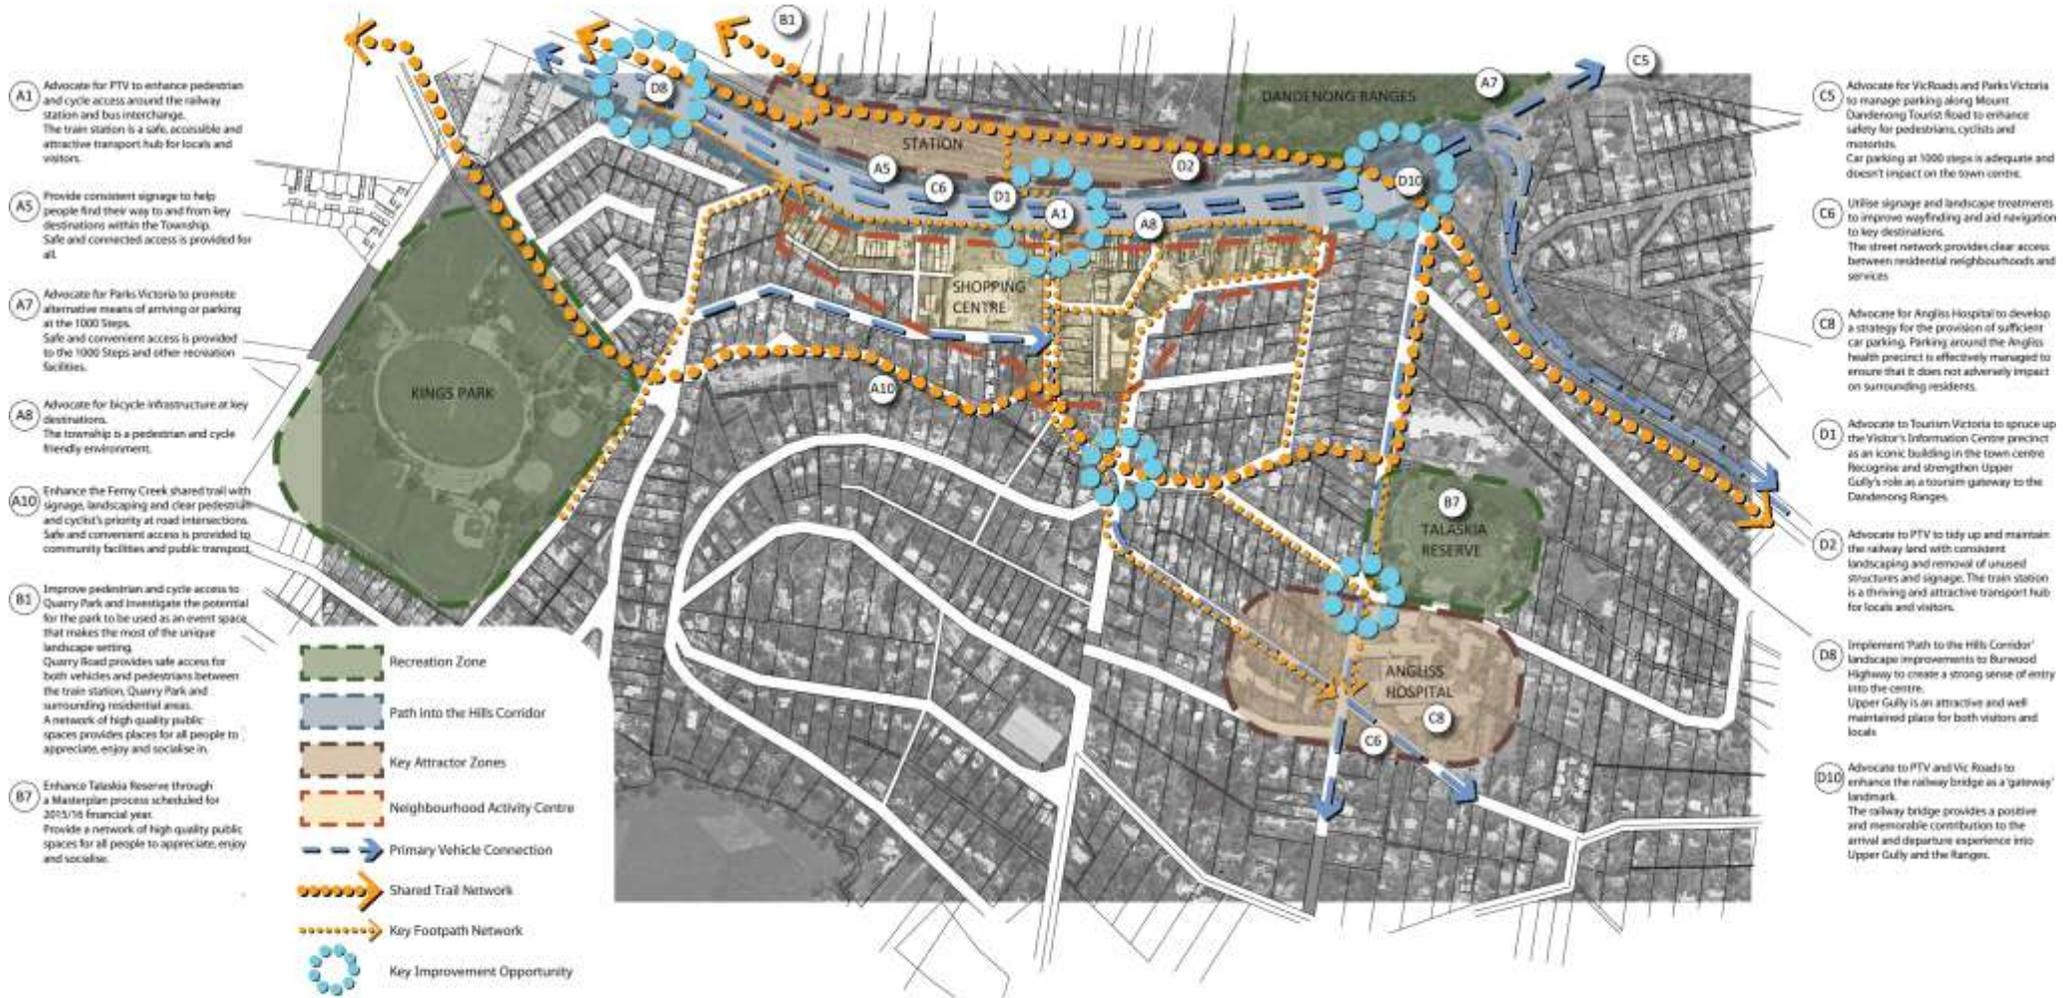 A1
Advocate for PTV to enhance pedestrian
and cycle access around the railway
station and bus interchange.
The train station is a safe, accessible and
attractive transport hub for locals and
visitors.
A5
Provide consistent signage to help
people find their way to and from key
destinations within the Township.
Safe and connected access is provided for
all.
A7
Advocate for Parks Victoria to promote
alternative means of arriving or parking
at the 1000 Steps.
Safe and convenient access is provided
to the 1000 Steps and other recreation
facilities.
A8
Advocate for bicycle infrastructure at key
destinations.
The township is a pedestrian and cycle
friendly environment.
A10
Enhance the Ferny Creek shared trail with
signage, landscaping and clear pedestrian
and cyclist's priority at road intersections.
Safe and convenient access is provided to
community facilities and public transport.
B1
Improve pedestrian and cycle access to
Quarry Park and investigate the potential
for the park to be used as an event space
that makes the most of the unique
landscape setting.
Quarry Road provides safe access for
both vehicles and pedestrians between
the train station, Quarry Park and
surrounding residential areas.
A network of high quality public
spaces provides places for all people to
appreciate, enjoy and socialise in.
B7
Enhance Talaskia Reserve through
a Masterplan process scheduled for
2015/16 financial year.
Provide a network of high quality public
spaces for all people to appreciate, enjoy
and socialise.
B1
D8
A7
C5
DANDENONG RANGES
STATION
A5
C6
D1
A1
D2
A8
D10
SHOPPING
CENTRE
KINGS PARK
A10
B7
TALASKIA
RESERVE
ANGLISS
HOSPITAL
C8
C6
Recreation Zone
Path into the Hills Corridor
Key Attractor Zones
Neighbourhood Activity Centre
Primary Vehicle Connection
Shared Trail Network
Key Footpath Network
Key Improvement Opportunity
C5
Advocate for VicRoads and Parks Victoria
to manage parking along Mount
Dandenong Tourist Road to enhance
safety for pedestrians, cyclists and
motorists.
Car parking at 1000 steps is adequate and
doesn't impact on the town centre.
C6
Utilise signage and landscape treatments
to improve wayfinding and aid navigation
to key destinations.
The street network provides clear access
between residential neighbourhoods and
services
C8
Advocate for Angliss Hospital to develop
a strategy for the provision of sufficient
car parking. Parking around the Angliss
health precinct is effectively managed to
ensure that it does not adversely impact
on surrounding residents.
D1
Advocate to Tourism Victoria to spruce up
the Visitor's Information Centre precinct
as an iconic building in the town centre
Recognise and strengthen Upper
Gully's role as a toursim gateway to the
Dandenong Ranges.
D2
Advocate to PTV to tidy up and maintain
the railway land with consistent
landscaping and removal of unused
structures and signage. The train station
is a thriving and attractive transport hub
for locals and visitors.
D8
Implement 'Path to the Hills Corridor'
landscape improvements to Burwood
Highway to create a strong sense of entry
into the centre.
Upper Gully is an attractive and well
maintained place for both visitors and
locals
D10
Advocate to PTV and Vic Roads to
enhance the railway bridge as a 'gateway'
landmark.
The railway bridge provides a positive
and memorable contribution to the
arrival and departure experience into
Upper Gully and the Ranges.